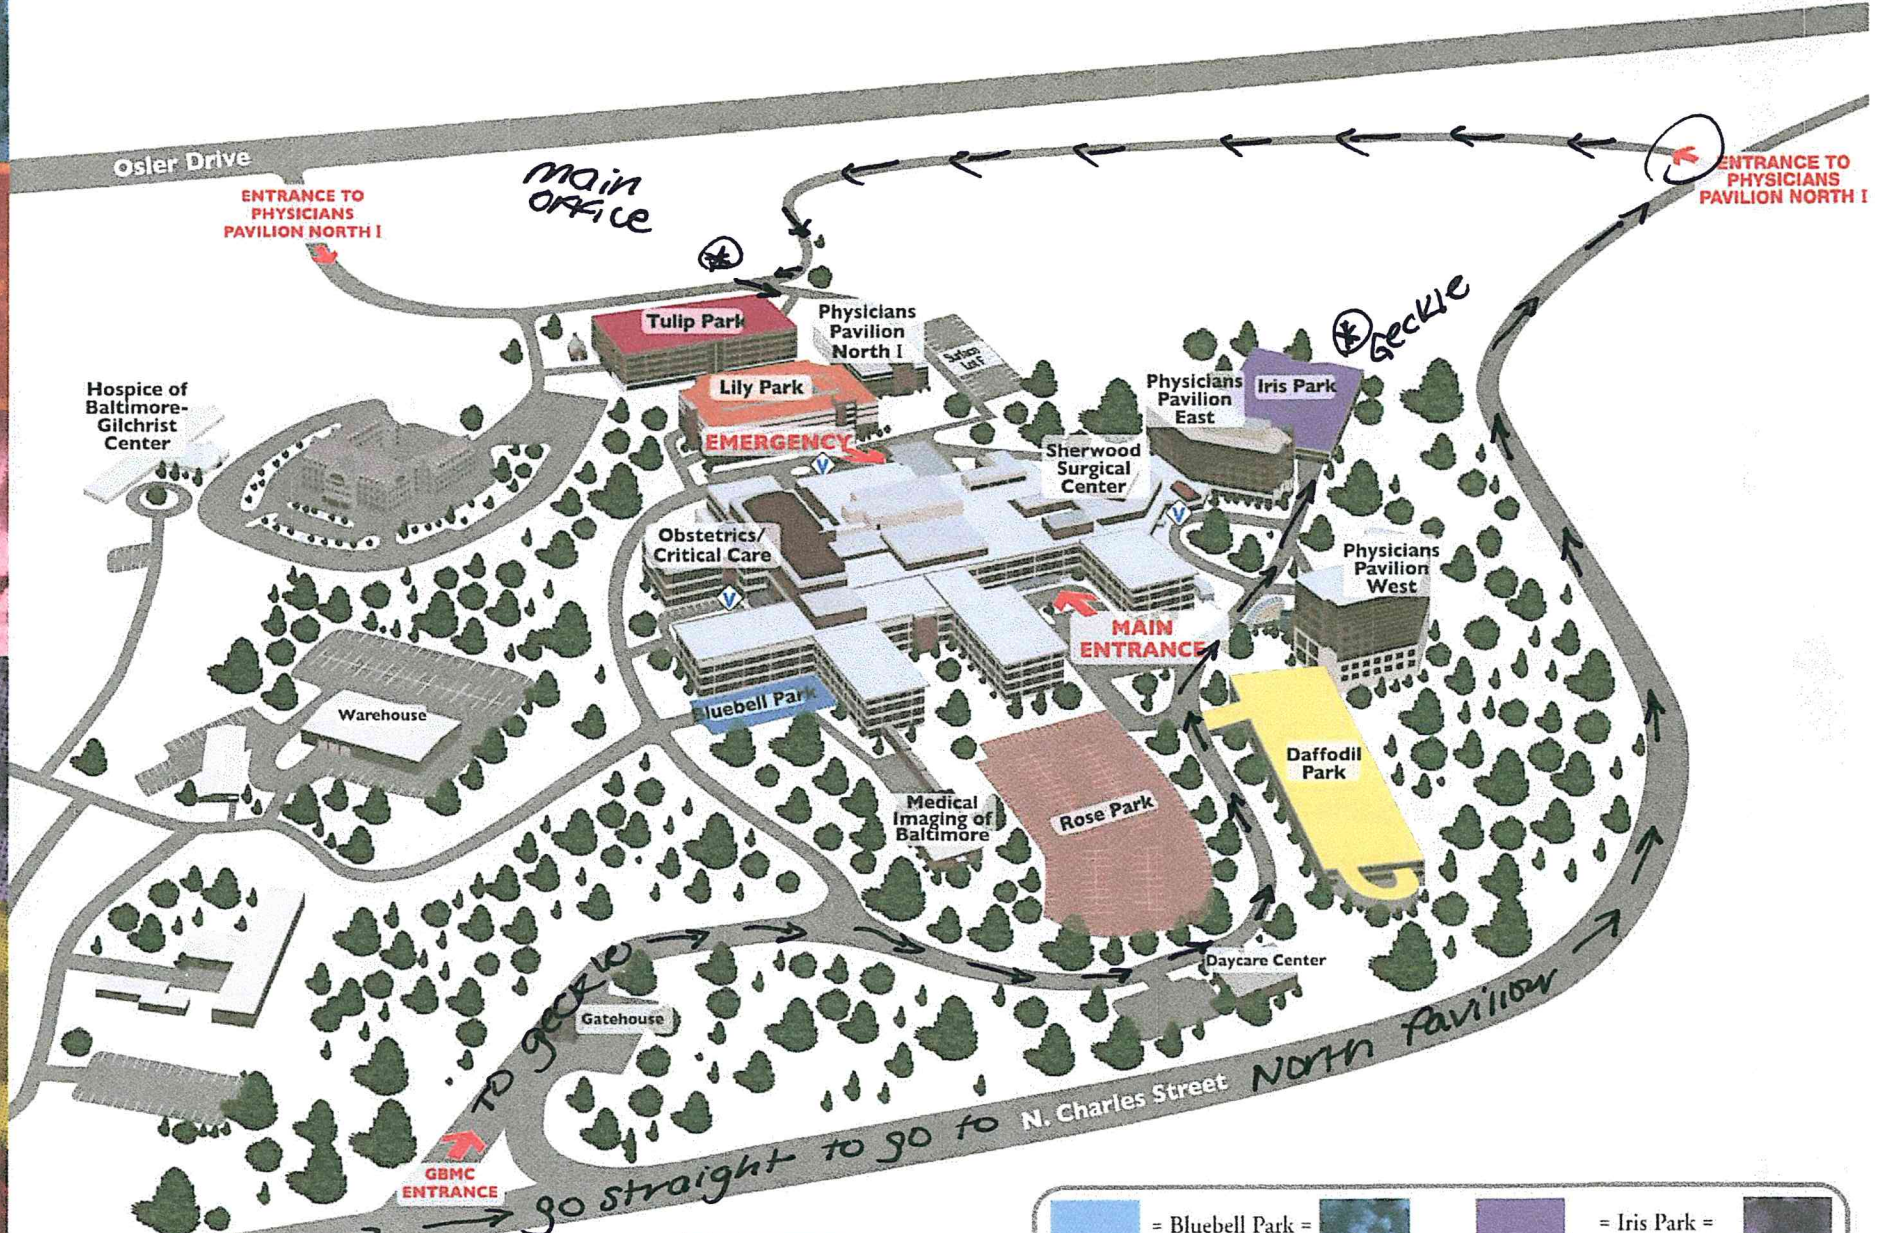 Osler Drive
ENTRANCE TO
PHYSICIANS
PAVILION NORTH I
main
office
ENTRANCE TO
PHYSICIANS
PAVILION NORTH I
Geckle
Tulip Park
Physicians
Pavilion
North I
Surface
Lot F
Lily Park
EMERGENCY
V
Hospice of
Baltimore-
Gilchrist
Center
Physicians
Pavilion
East
Iris Park
Sherwood
Surgical
Center
V
Obstetrics/
Critical Care
V
Physicians
Pavilion
West
MAIN
ENTRANCE
Bluebell Park
Warehouse
Daffodil
Park
Medical
Imaging of
Baltimore
Rose Park
Daycare Center
Gatehouse
TO geckle
GBMC
ENTRANCE
go straight to go to
N. Charles Street
North Pavilion
= Bluebell Park =
= Iris Park =